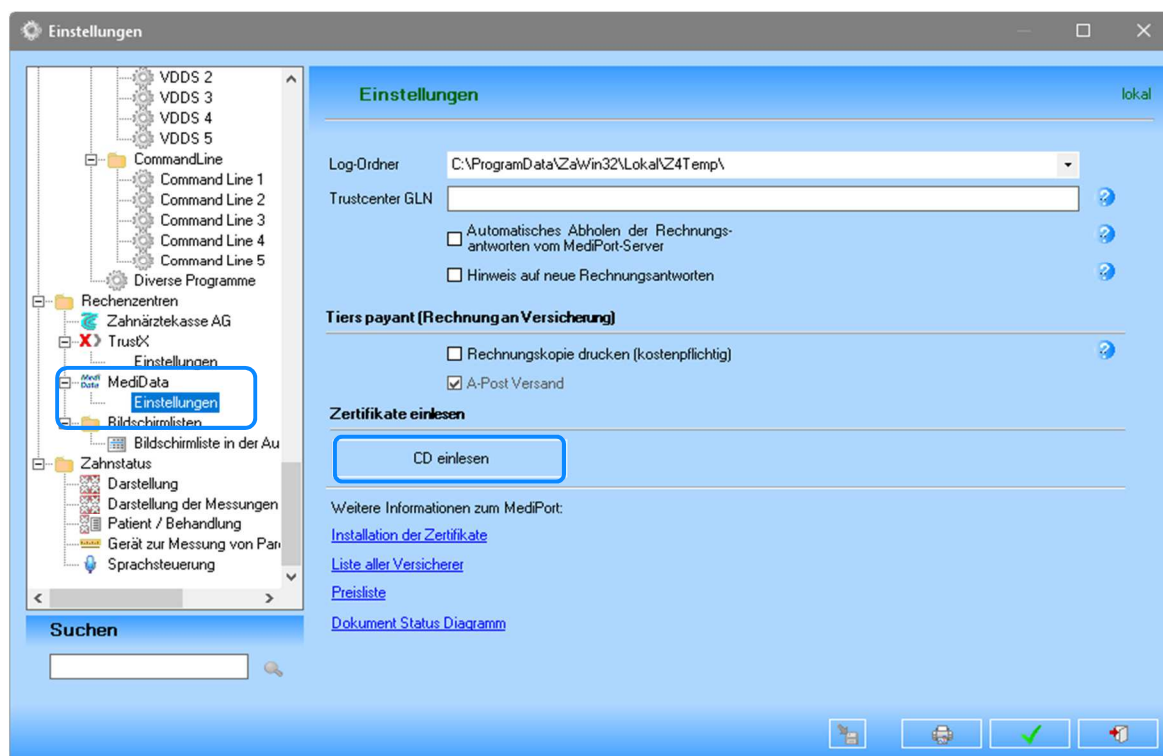 Einstellungen
VDDS 2
VDDS 3
VDDS 4
VDDS 5
CommandLine
Command Line 1
Command Line 2
Command Line 3
Command Line 4
Command Line 5
Diverse Programme
Rechenzentren
Zahnärztekasse AG
TrustX
Einstellungen
Medi
Data
MediData
Einstellungen
Bildschirmlisten
Bildschirmliste in der Au
Zahnstatus
Darstellung
Darstellung der Messungen
Patient / Behandlung
Gerät zur Messung von Par
Sprachsteuerung
Suchen
Einstellungen
lokal
Log-Ordner
C:\ProgramData\ZaWin32\Lokal\Z4Temp\
Trustcenter GLN
Automatisches Abholen der Rechnungs-
antworten vom MediPort-Server
Hinweis auf neue Rechnungsantworten
Tiers payant (Rechnung an Versicherung)
Rechnungskopie drucken (kostenpflichtig)
A-Post Versand
Zertifikate einlesen
CD einlesen
Weitere Informationen zum MediPort:
Installation der Zertifikate
Liste aller Versicherer
Preisliste
Dokument Status Diagramm